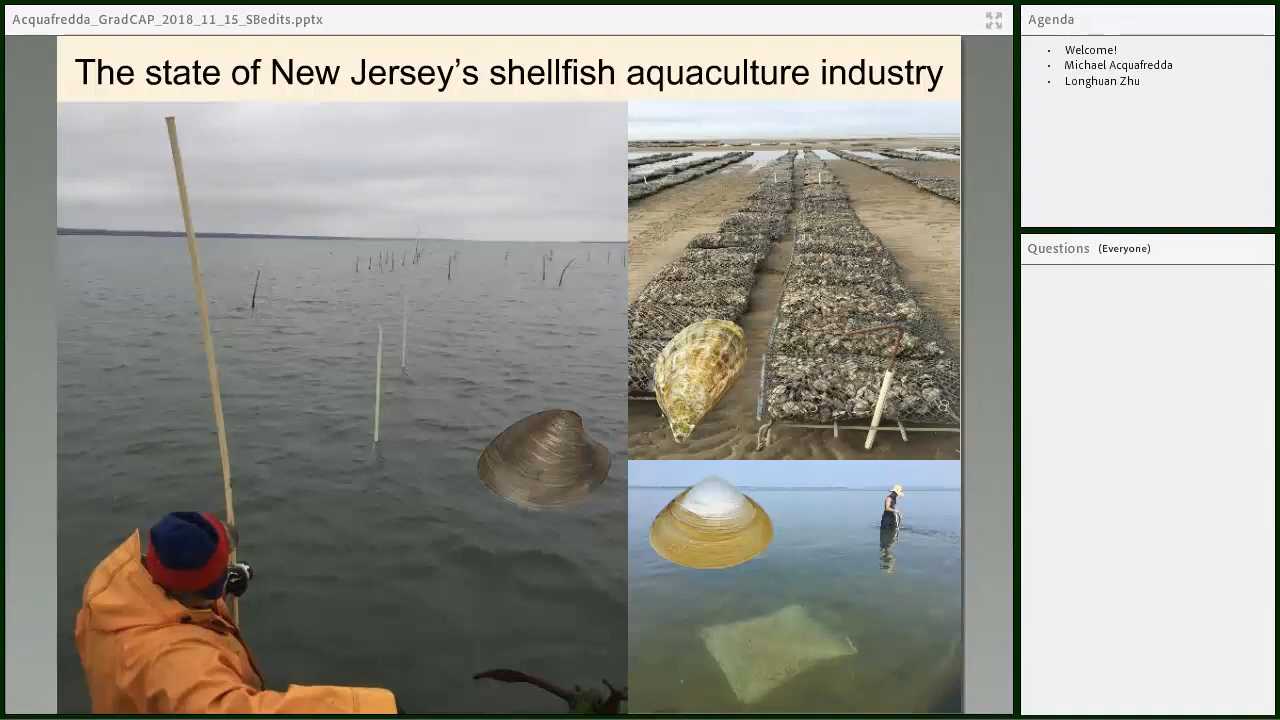 Acquafredda_GradCAP_2018_11_15_SBedits.pptx
The state of New Jersey’s shellfish aquaculture industry
Agenda
• Welcome!
• Michael Acquafredda
• Longhuan Zhu
Questions (Everyone)